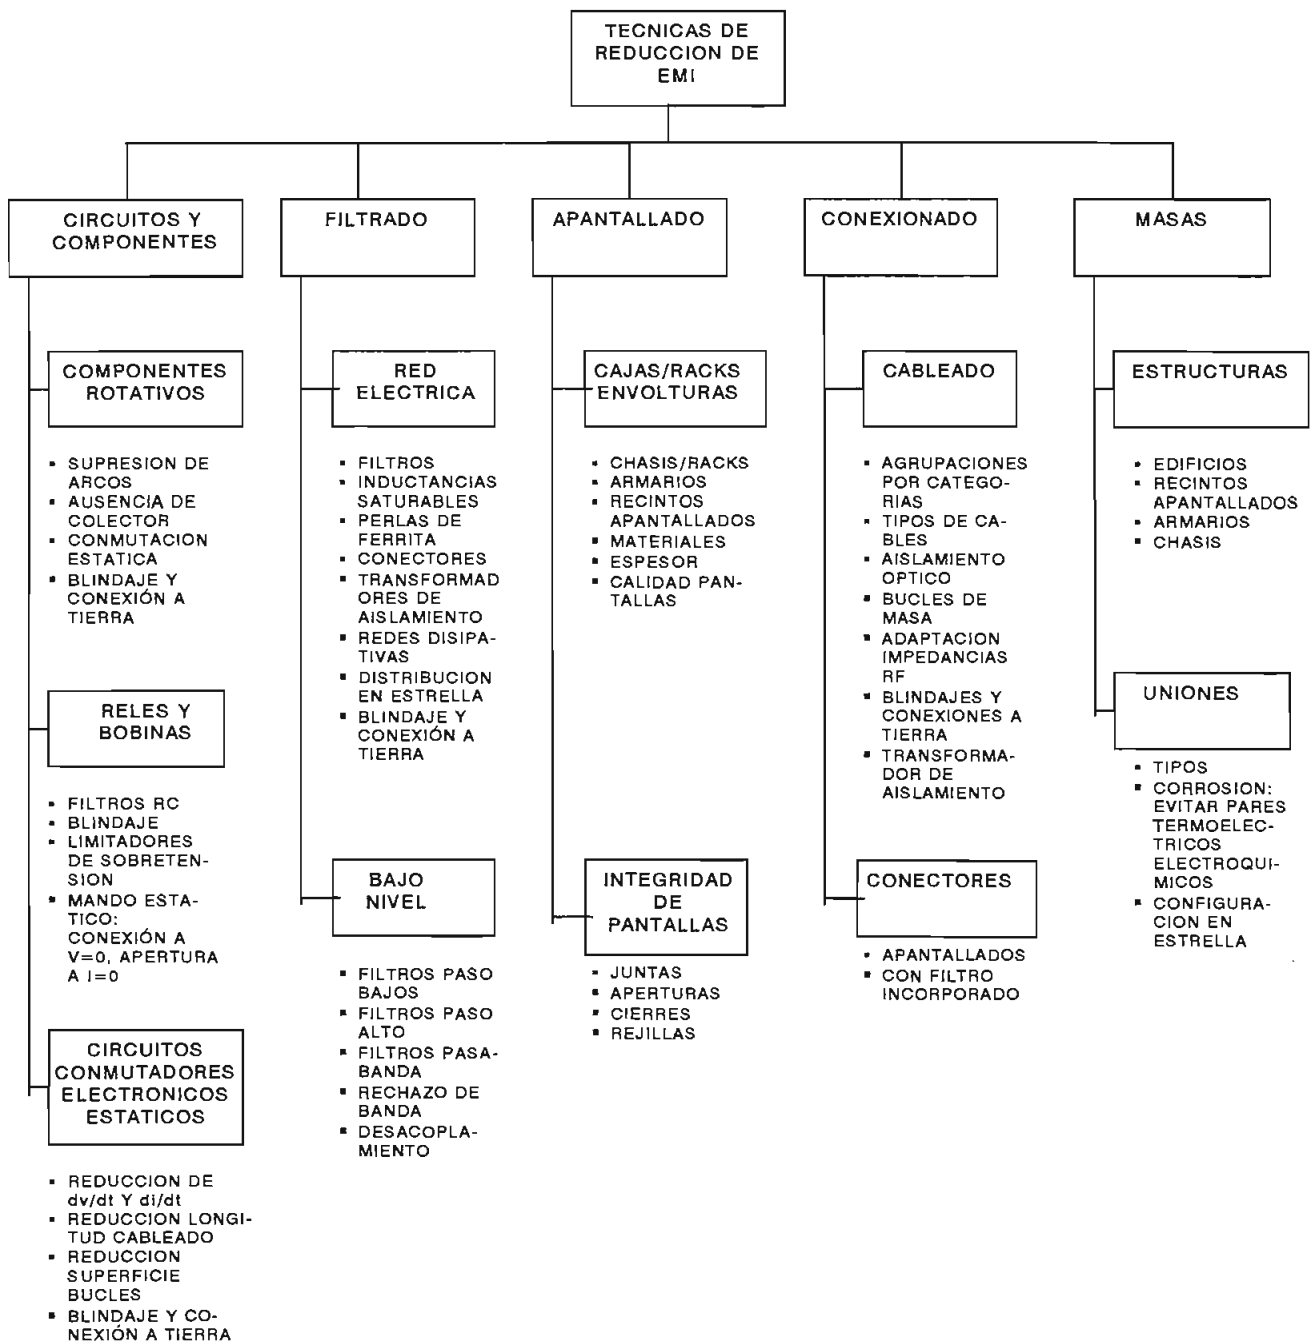 TECNICAS DE
REDUCCION DE
EMI
CIRCUITOS Y
COMPONENTES
FILTRADO
APANTALLADO
CONEXIONADO
MASAS
COMPONENTES
ROTATIVOS
▪ SUPRESION DE
ARCOS
▪ AUSENCIA DE
COLECTOR
▪ CONMUTACION
ESTATICA
▪ BLINDAJE Y
CONEXIÓN A
TIERRA
RELES Y
BOBINAS
▪ FILTROS RC
▪ BLINDAJE
▪ LIMITADORES
DE SOBRETEN-
SION
▪ MANDO ESTA-
TICO:
CONEXIÓN A
V=0, APERTURA
A I=0
CIRCUITOS
CONMUTADORES
ELECTRONICOS
ESTATICOS
▪ REDUCCION DE
dv/dt Y di/dt
▪ REDUCCION LONGI-
TUD CABLEADO
▪ REDUCCION
SUPERFICIE
BUCLES
▪ BLINDAJE Y CO-
NEXIÓN A TIERRA
RED
ELECTRICA
▪ FILTROS
▪ INDUCTANCIAS
SATURABLES
▪ PERLAS DE
FERRITA
▪ CONECTORES
▪ TRANSFORMAD
ORES DE
AISLAMIENTO
▪ REDES DISIPA-
TIVAS
▪ DISTRIBUCION
EN ESTRELLA
▪ BLINDAJE Y
CONEXIÓN A
TIERRA
BAJO
NIVEL
▪ FILTROS PASO
BAJOS
▪ FILTROS PASO
ALTO
▪ FILTROS PASA-
BANDA
▪ RECHAZO DE
BANDA
▪ DESACOPLA-
MIENTO
CAJAS/RACKS
ENVOLTURAS
▪ CHASIS/RACKS
▪ ARMARIOS
▪ RECINTOS
APANTALLADOS
▪ MATERIALES
▪ ESPESOR
▪ CALIDAD PAN-
TALLAS
INTEGRIDAD
DE
PANTALLAS
▪ JUNTAS
▪ APERTURAS
▪ CIERRES
▪ REJILLAS
CABLEADO
▪ AGRUPACIONES
POR CATEGO-
RIAS
▪ TIPOS DE CA-
BLES
▪ AISLAMIENTO
OPTICO
▪ BUCLES DE
MASA
▪ ADAPTACION
IMPEDANCIAS
RF
▪ BLINDAJES Y
CONEXIONES A
TIERRA
▪ TRANSFORMA-
DOR DE
AISLAMIENTO
CONECTORES
▪ APANTALLADOS
▪ CON FILTRO
INCORPORADO
ESTRUCTURAS
▪ EDIFICIOS
▪ RECINTOS
APANTALLADOS
▪ ARMARIOS
▪ CHASIS
UNIONES
▪ TIPOS
▪ CORROSION:
EVITAR PARES
TERMOELEC-
TRICOS
ELECTROQUI-
MICOS
▪ CONFIGURA-
CION EN
ESTRELLA